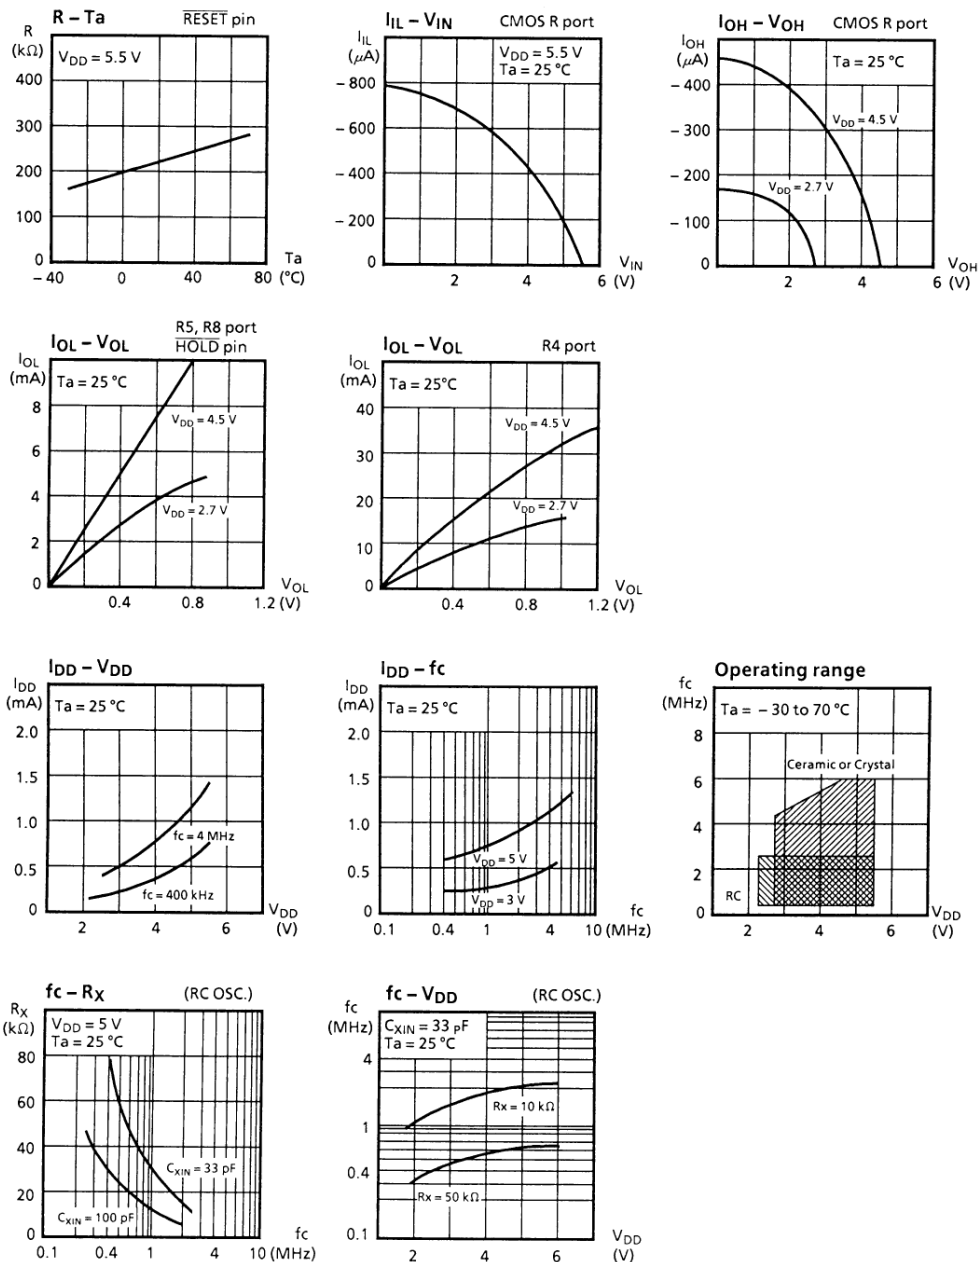 R – Ta
RESET pin
R
(kΩ)
VDD = 5.5 V
400
300
200
100
0
– 40
0
40
80
Ta
(°C)
IIL – VIN
CMOS R port
IIL
(μA)
VDD = 5.5 V
Ta = 25 °C
– 800
– 600
– 400
– 200
0
2
4
6
VIN
(V)
IOH – VOH
CMOS R port
IOH
(μA)
Ta = 25 °C
– 400
– 300
– 200
– 100
0
VDD = 4.5 V
VDD = 2.7 V
2
4
6
VOH
(V)
IOL – VOL
R5, R8 port
HOLD pin
IOL
(mA)
Ta = 25 °C
8
6
4
2
0
VDD = 4.5 V
VDD = 2.7 V
0.4
0.8
1.2
VOL
(V)
IOL – VOL
R4 port
IOL
(mA)
Ta = 25°C
40
30
20
10
0
VDD = 4.5 V
VDD = 2.7 V
0.4
0.8
1.2
VOL
(V)
IDD – VDD
IDD
(mA)
Ta = 25 °C
2.0
1.5
1.0
0.5
0
fc = 4 MHz
fc = 400 kHz
2
4
6
VDD
(V)
IDD – fc
IDD
(mA)
Ta = 25 °C
2.0
1.5
1.0
0.5
0
VDD = 5 V
VDD = 3 V
0.1
0.4
1
4
10
fc
(MHz)
Operating range
fc
(MHz)
Ta = – 30 to 70 °C
8
6
4
2
0
Ceramic or Crystal
RC
2
4
6
VDD
(V)
fc – RX
(RC OSC.)
RX
(kΩ)
VDD = 5 V
Ta = 25 °C
80
60
40
20
0
CXIN = 33 pF
CXIN = 100 pF
0.1
0.4
1
4
10
fc
(MHz)
fc – VDD
(RC OSC.)
fc
(MHz)
CXIN = 33 pF
Ta = 25 °C
4
1
0.4
0.1
Rx = 10 kΩ
Rx = 50 kΩ
2
4
6
VDD
(V)